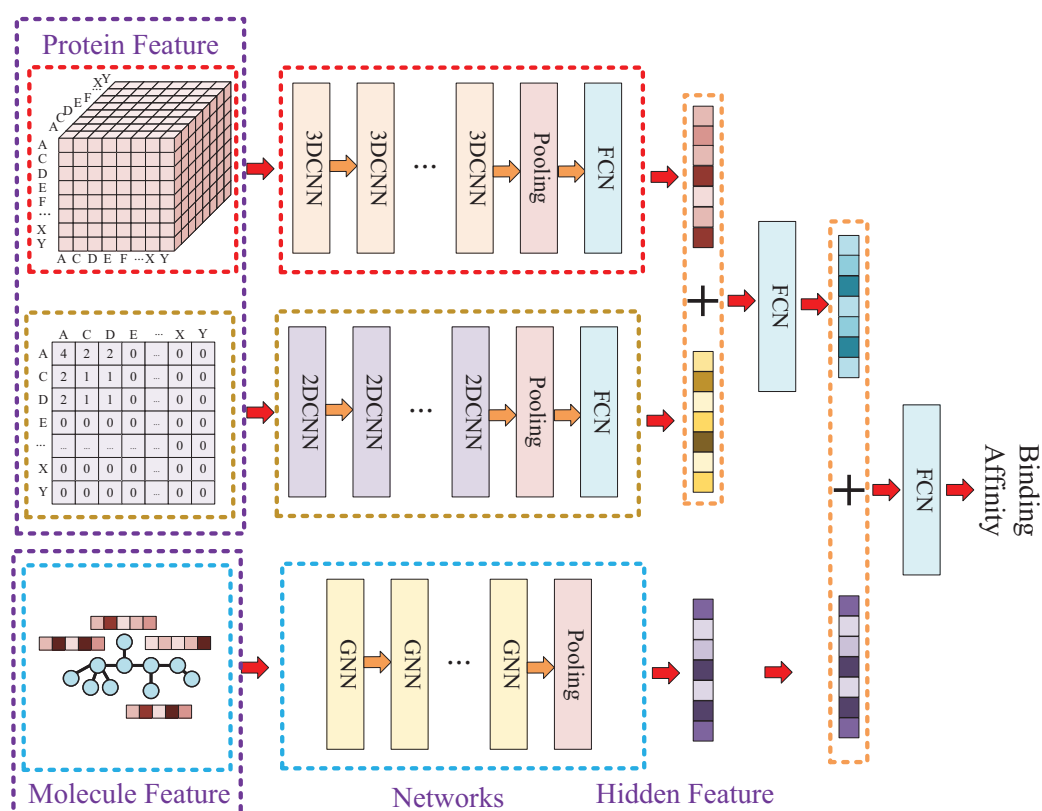 Protein Feature
A C D E F ... X Y
A
C
D
E
F
...
X
Y
A C D E F ...X Y
3DCNN
3DCNN
...
3DCNN
Pooling
FCN
A C D E ... X Y
A 4 2 2 0 ... 0 0
C 2 1 1 0 ... 0 0
D 2 1 1 0 ... 0 0
E 0 0 0 0 ... 0 0
... ... ... ... ... ... 0 0
X 0 0 0 0 ... 0 0
Y 0 0 0 0 ... 0 0
2DCNN
2DCNN
...
2DCNN
Pooling
FCN
+
FCN
GNN
GNN
...
GNN
Pooling
+
FCN
Binding
Affinity
Molecule Feature
Networks
Hidden Feature